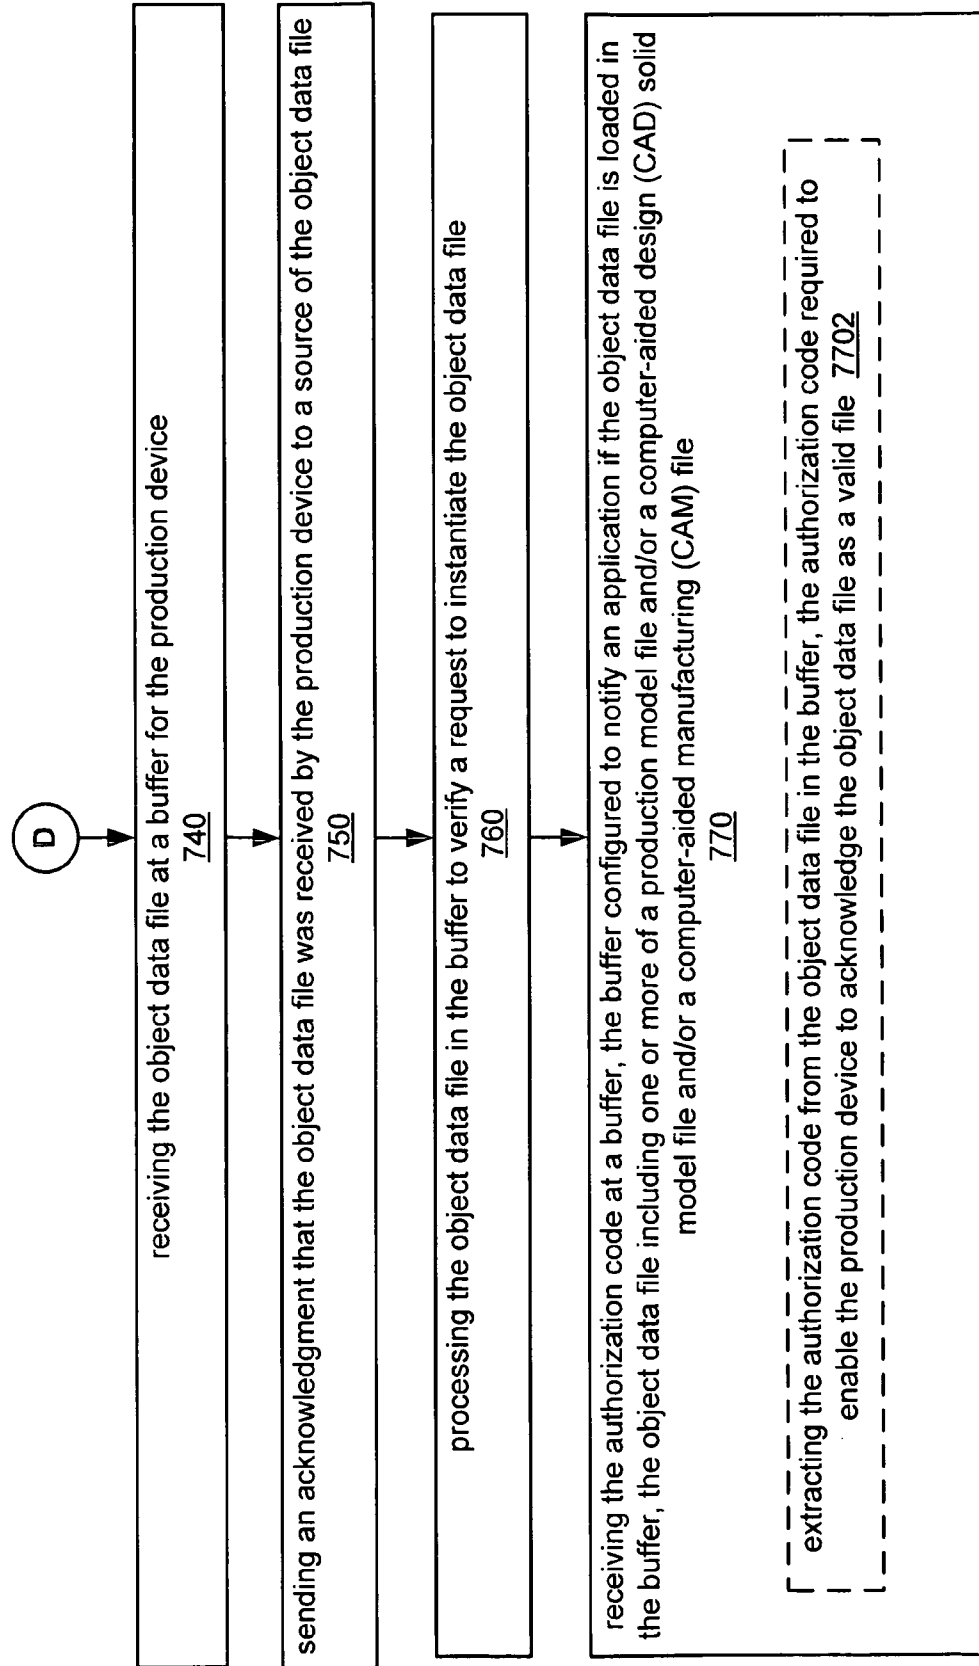 D
receiving the object data file at a buffer for the production device
740
sending an acknowledgment that the object data file was received by the production device to a source of the object data file
750
processing the object data file in the buffer to verify a request to instantiate the object data file
760
receiving the authorization code at a buffer, the buffer configured to notify an application if the object data file is loaded in
the buffer, the object data file including one or more of a production model file and/or a computer-aided design (CAD) solid
model file and/or a computer-aided manufacturing (CAM) file
770
extracting the authorization code from the object data file in the buffer, the authorization code required to
enable the production device to acknowledge the object data file as a valid file 7702